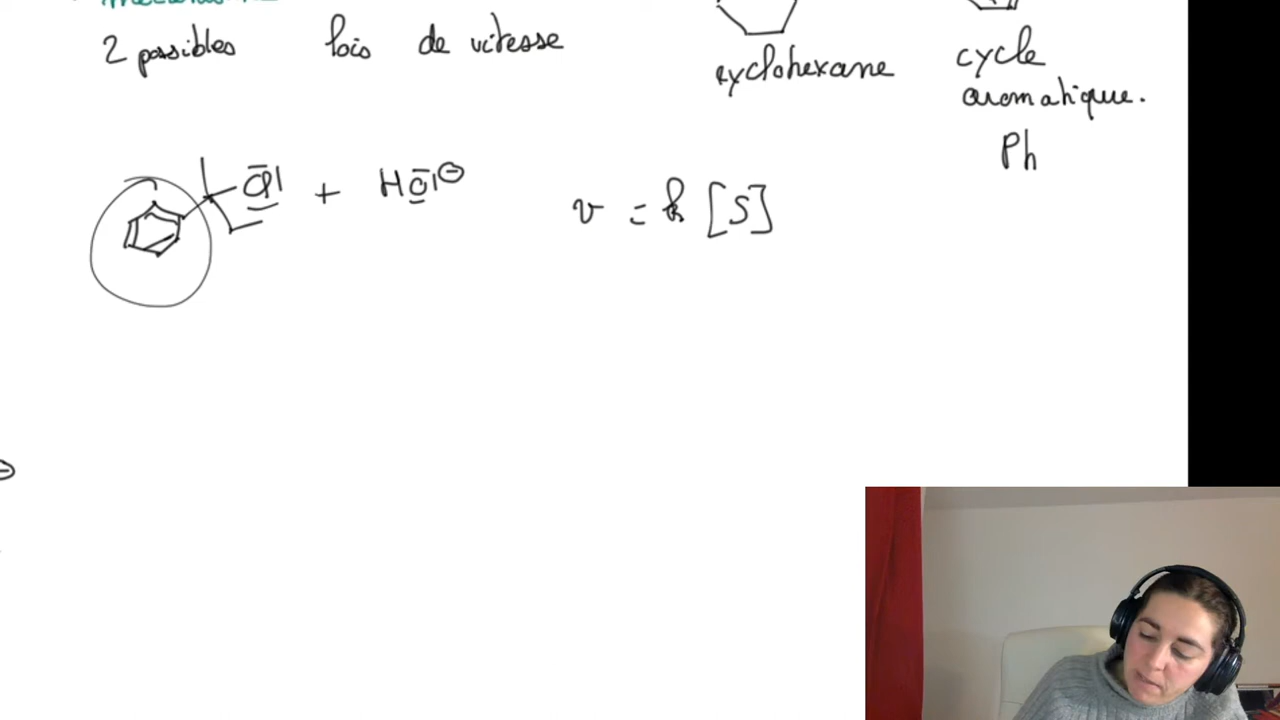 2 possibles lois de vitesse
cyclohexane
cycle
aromatique.
Ph
Cl + HO⊖
v = k [S]
⊖